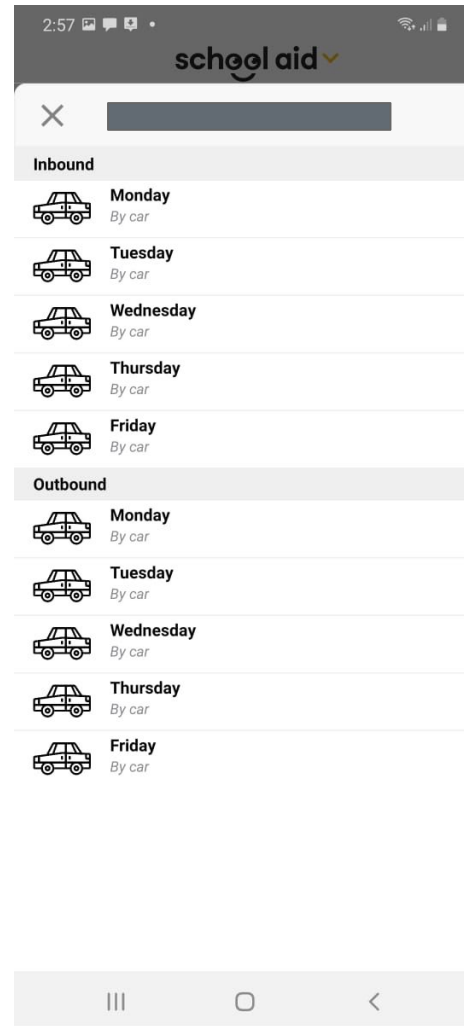 2:57
school aid
Inbound
Monday
By car
Tuesday
By car
Wednesday
By car
Thursday
By car
Friday
By car
Outbound
Monday
By car
Tuesday
By car
Wednesday
By car
Thursday
By car
Friday
By car